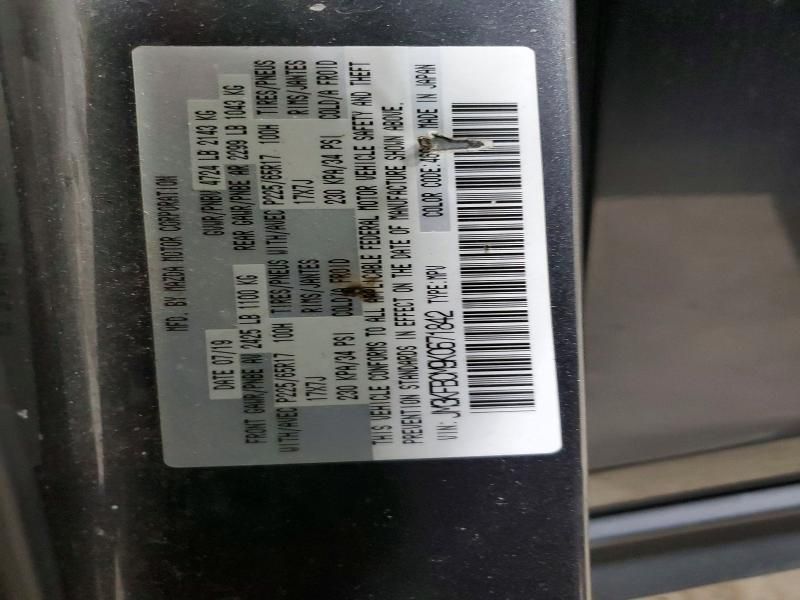 MFD. BY MAZDA MOTOR CORPORATION
DATE 07/19 GVWR/PNBV 4724 LB 2143 KG
FRONT GAWR/PNBE AV 2425 LB 1100 KG REAR GAWR/PNBE AR 2299 LB 1043 KG
WITH/AVEC P225/65R17 100H TIRES/PNEUS WITH/AVEC P225/65R17 100H TIRES/PNEUS
17X7J RIMS/JANTES 17X7J RIMS/JANTES
230 KPA/34 PSI COLD/A FROID 230 KPA/34 PSI COLD/A FROID
THIS VEHICLE CONFORMS TO ALL APPLICABLE FEDERAL MOTOR VEHICLE SAFETY AND THEFT
PREVENTION STANDARDS IN EFFECT ON THE DATE OF MANUFACTURE SHOWN ABOVE.
VIN: JM3KFBCM9K0671842 TYPE:MPV COLOR CODE: MADE IN JAPAN